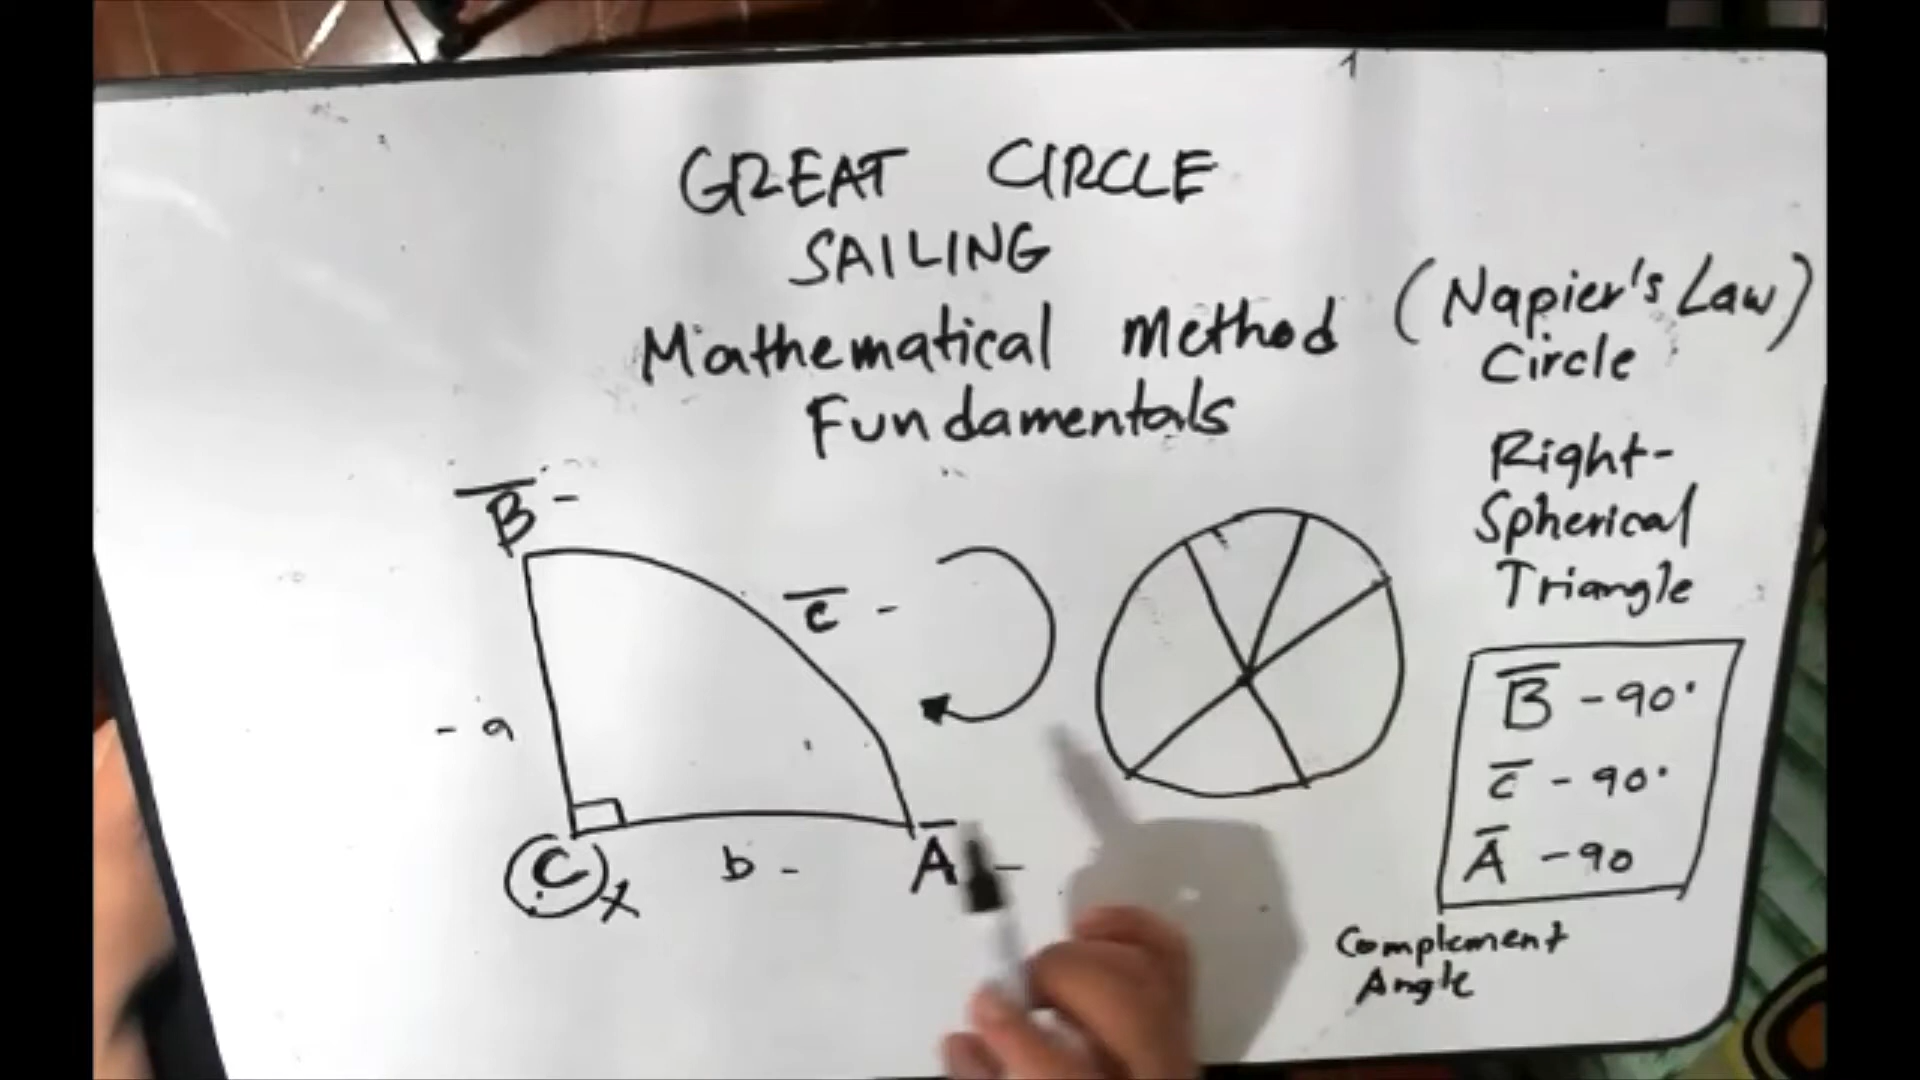 GREAT CIRCLE
SAILING
Mathematical Method (Napier's Law)
Circle
Fundamentals
Right-
Spherical
Triangle
B̅ -
c̅ -
- a
C x
b -
A̅ -
B̅ - 90°
c̅ - 90°
A̅ - 90
Complement
Angle